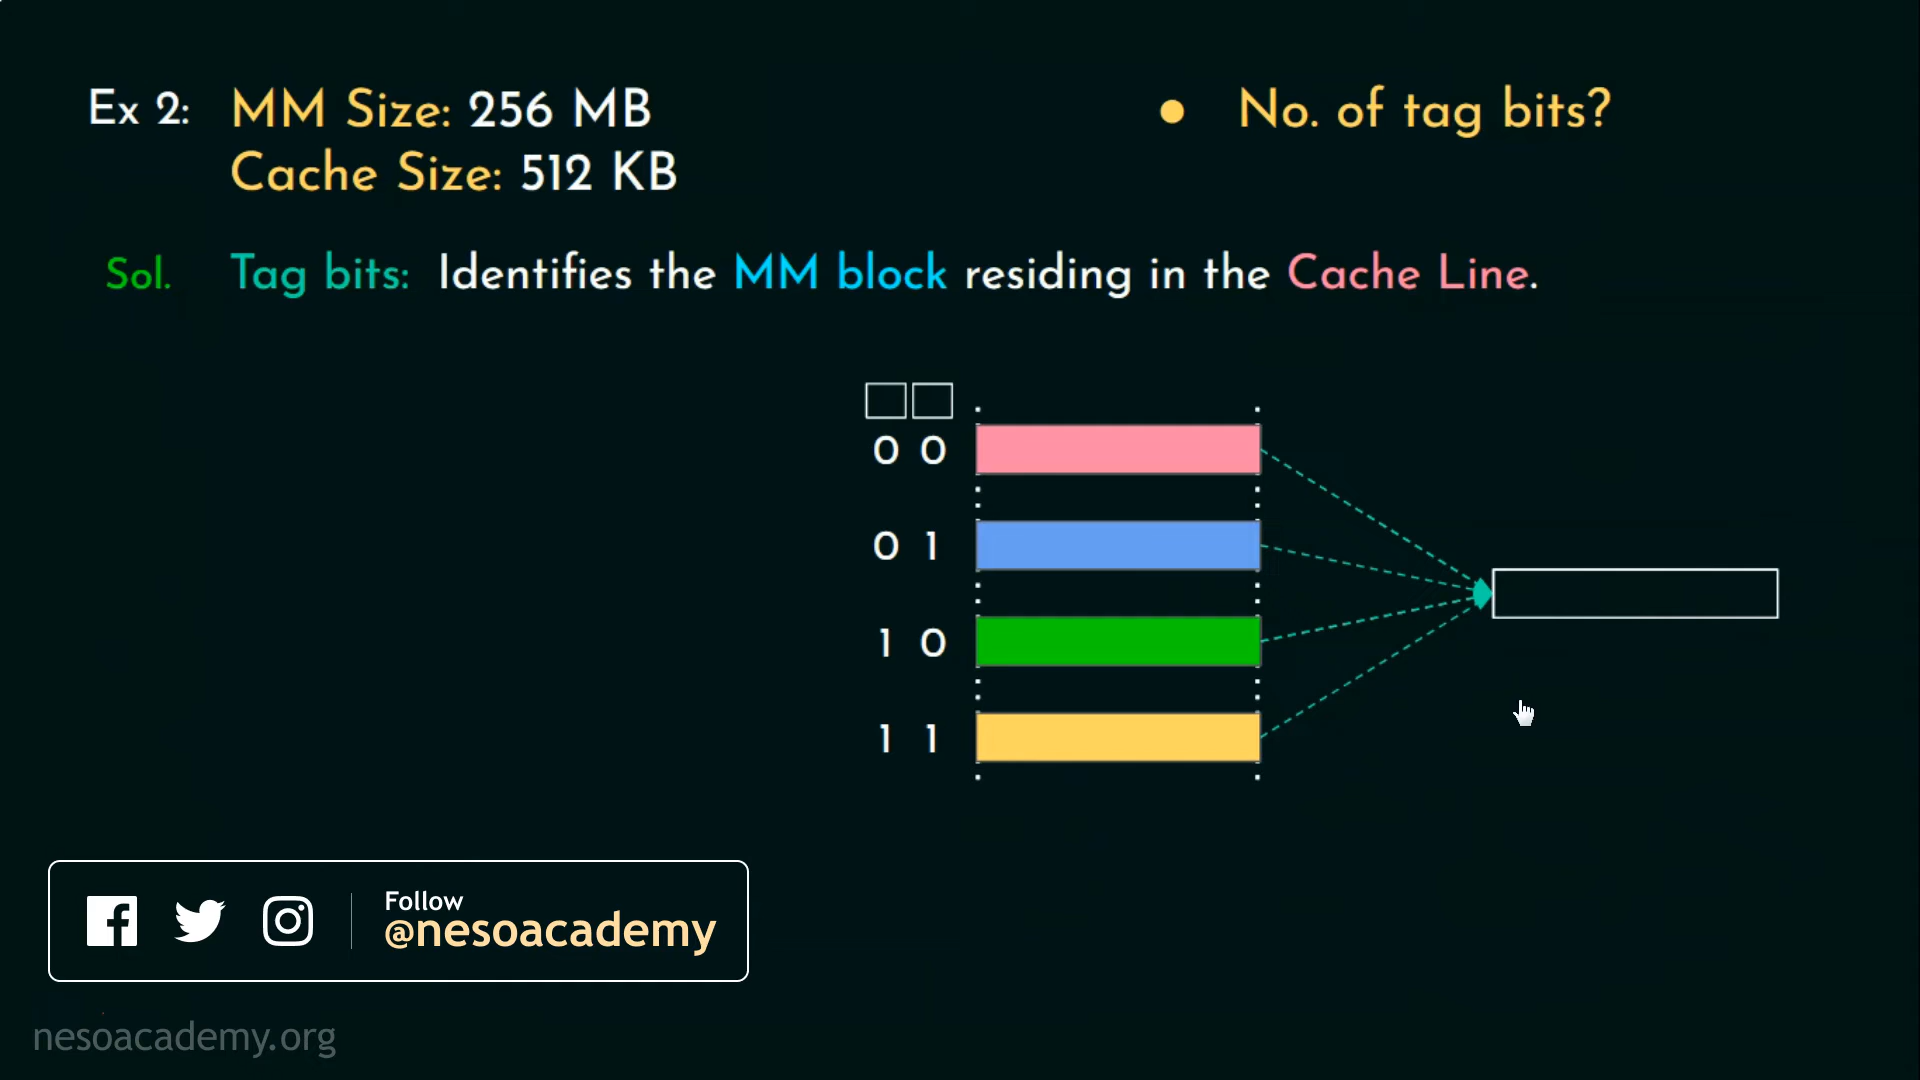 Ex 2: MM Size: 256 MB
Cache Size: 512 KB
● No. of tag bits?
Sol. Tag bits: Identifies the MM block residing in the Cache Line.
0 0
0 1
1 0
1 1
Follow
@nesoacademy
nesoacademy.org